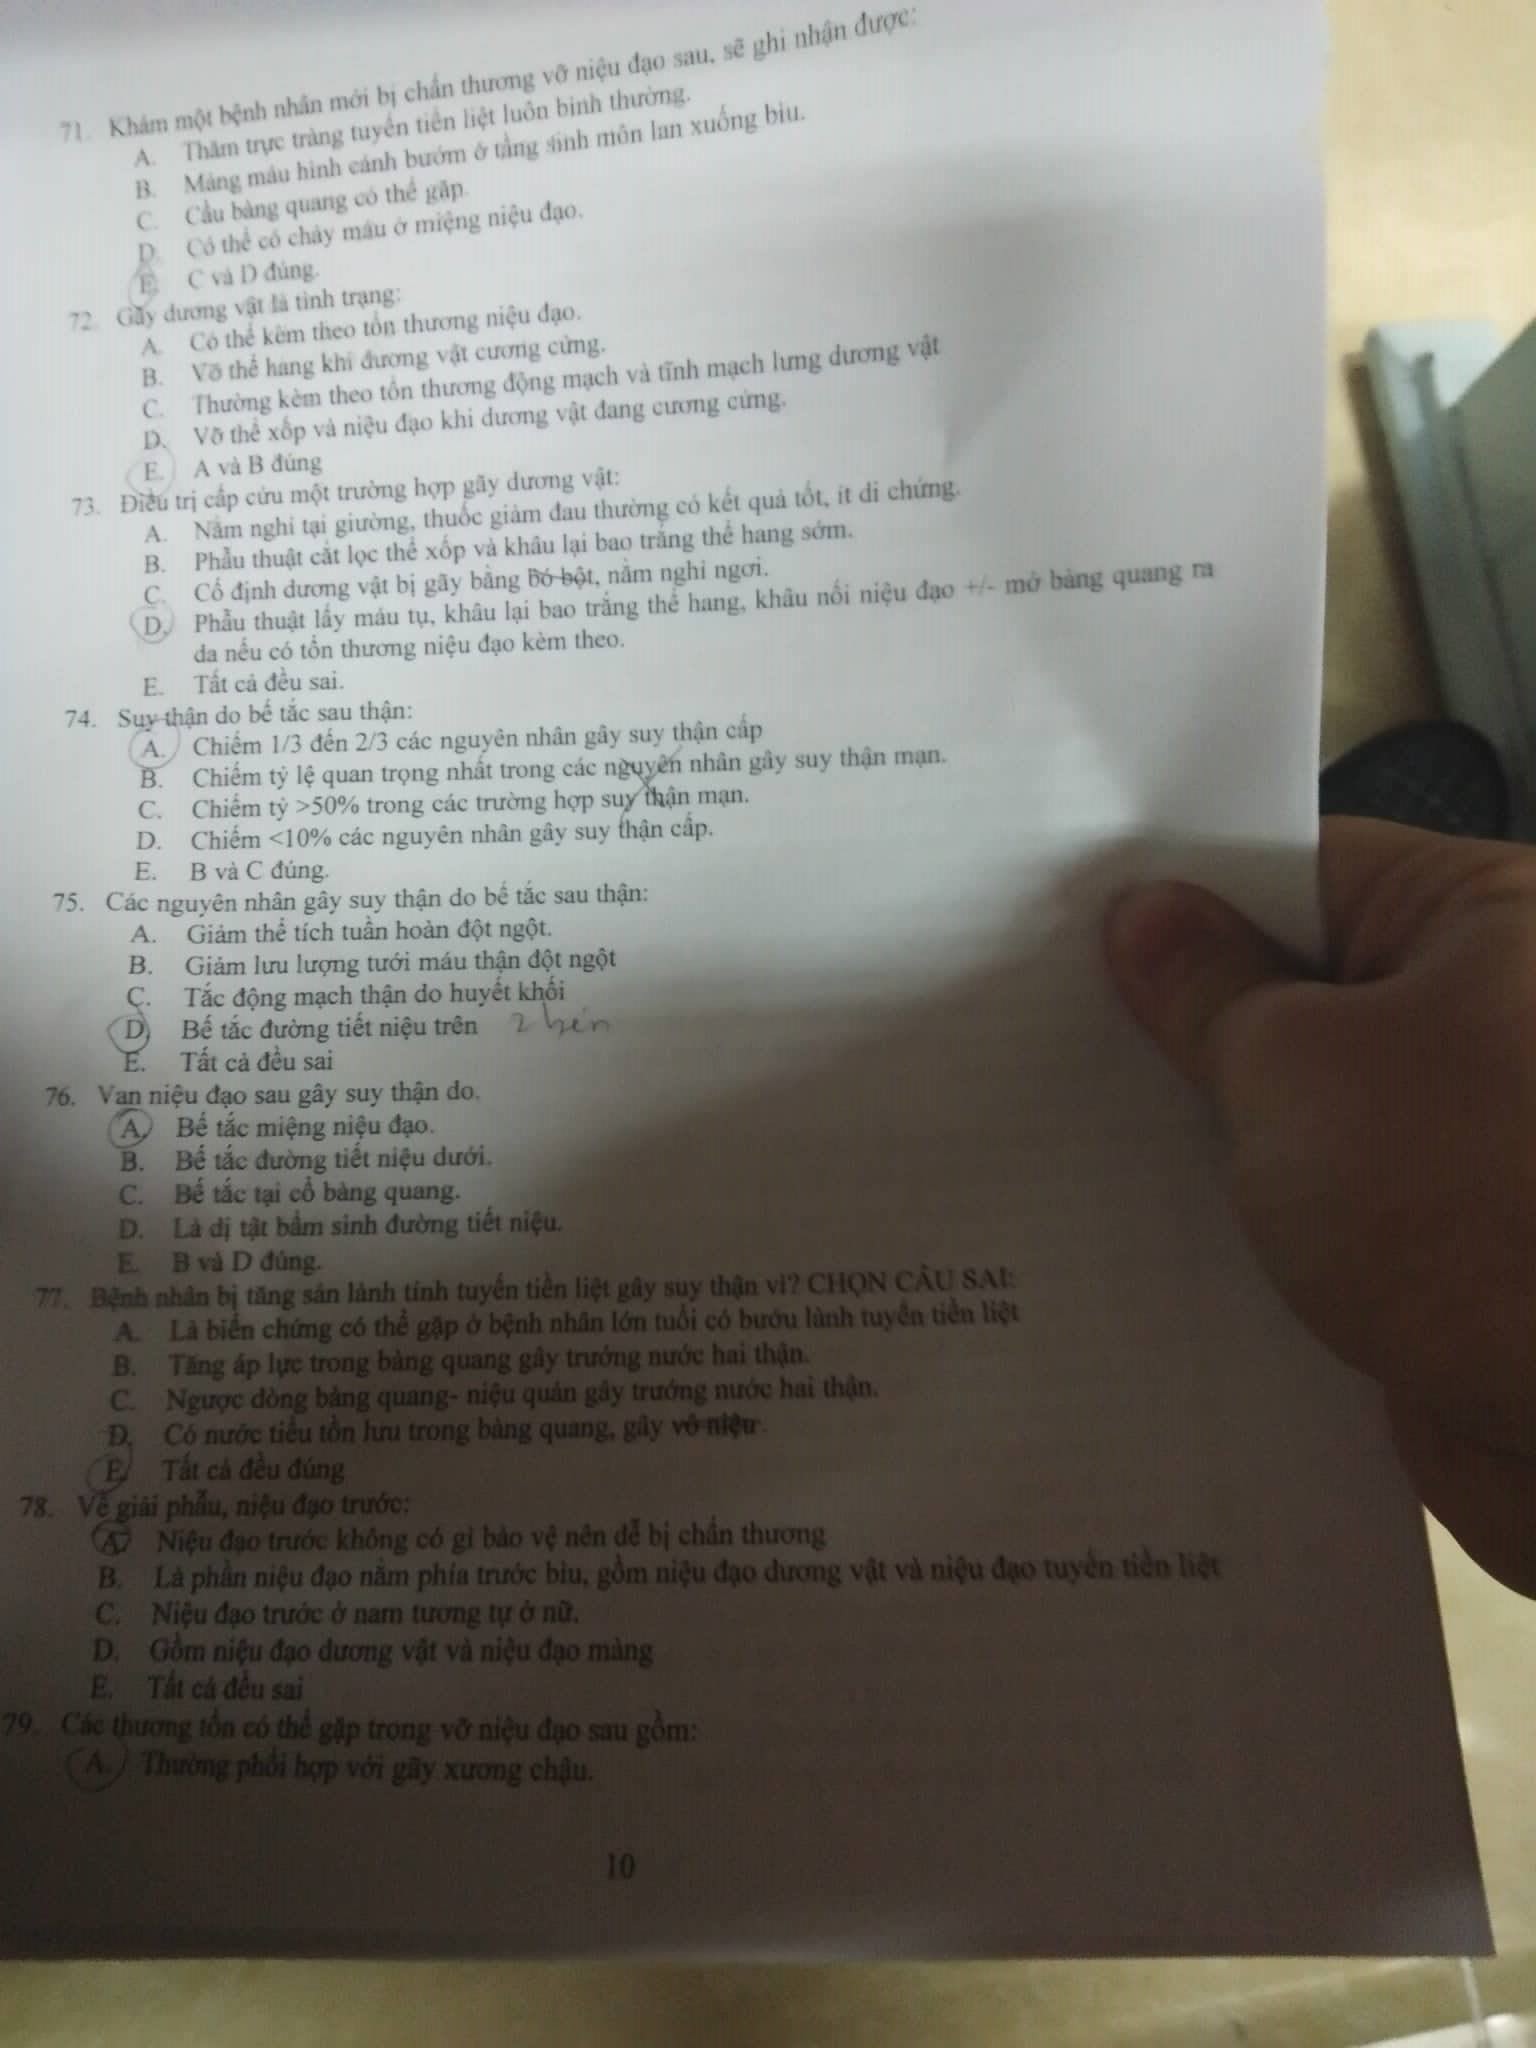 71. Khám một bệnh nhân mới bị chấn thương vỡ niệu đạo sau, sẽ ghi nhận được:
A. Thăm trực tràng tuyến tiền liệt luôn bình thường.
B. Mảng máu hình cánh bướm ở tầng sinh môn lan xuống bìu.
C. Cầu bàng quang có thể gặp.
D. Có thể có chảy máu ở miệng niệu đạo.
E. C và D đúng.
72. Gãy dương vật là tình trạng:
A. Có thể kèm theo tổn thương niệu đạo.
B. Vỡ thể hang khi dương vật cương cứng.
C. Thường kèm theo tổn thương động mạch và tĩnh mạch lưng dương vật
D. Vỡ thể xốp và niệu đạo khi dương vật đang cương cứng.
E. A và B đúng
73. Điều trị cấp cứu một trường hợp gãy dương vật:
A. Nằm nghỉ tại giường, thuốc giảm đau thường có kết quả tốt, ít di chứng.
B. Phẫu thuật cắt lọc thể xốp và khâu lại bao trắng thể hang sớm.
C. Cố định dương vật bị gãy bằng bó bột, nằm nghỉ ngơi.
D. Phẫu thuật lấy máu tụ, khâu lại bao trắng thể hang, khâu nối niệu đạo +/- mở bàng quang ra
da nếu có tổn thương niệu đạo kèm theo.
E. Tất cả đều sai.
74. Suy thận do bế tắc sau thận:
A. Chiếm 1/3 đến 2/3 các nguyên nhân gây suy thận cấp
B. Chiếm tỷ lệ quan trọng nhất trong các nguyên nhân gây suy thận mạn.
C. Chiếm tỷ >50% trong các trường hợp suy thận mạn.
D. Chiếm <10% các nguyên nhân gây suy thận cấp.
E. B và C đúng.
75. Các nguyên nhân gây suy thận do bế tắc sau thận:
A. Giảm thể tích tuần hoàn đột ngột.
B. Giảm lưu lượng tưới máu thận đột ngột
C. Tắc động mạch thận do huyết khối
D. Bế tắc đường tiết niệu trên 2 bên
E. Tất cả đều sai
76. Van niệu đạo sau gây suy thận do.
A. Bế tắc miệng niệu đạo.
B. Bế tắc đường tiết niệu dưới.
C. Bế tắc tại cổ bàng quang.
D. Là dị tật bẩm sinh đường tiết niệu.
E. B và D đúng.
77. Bệnh nhân bị tăng sản lành tính tuyến tiền liệt gây suy thận vì? CHỌN CÂU SAI:
A. Là biến chứng có thể gặp ở bệnh nhân lớn tuổi có bướu lành tuyến tiền liệt
B. Tăng áp lực trong bàng quang gây trướng nước hai thận.
C. Ngược dòng bàng quang- niệu quản gây trướng nước hai thận.
D. Có nước tiểu tồn lưu trong bàng quang, gây vô niệu.
E. Tất cả đều đúng
78. Về giải phẫu, niệu đạo trước:
A. Niệu đạo trước không có gì bảo vệ nên dễ bị chấn thương
B. Là phần niệu đạo nằm phía trước bìu, gồm niệu đạo dương vật và niệu đạo tuyến tiền liệt
C. Niệu đạo trước ở nam tương tự ở nữ.
D. Gồm niệu đạo dương vật và niệu đạo màng
E. Tất cả đều sai
79. Các thương tổn có thể gặp trong vỡ niệu đạo sau gồm:
A. Thường phối hợp với gãy xương chậu.
10